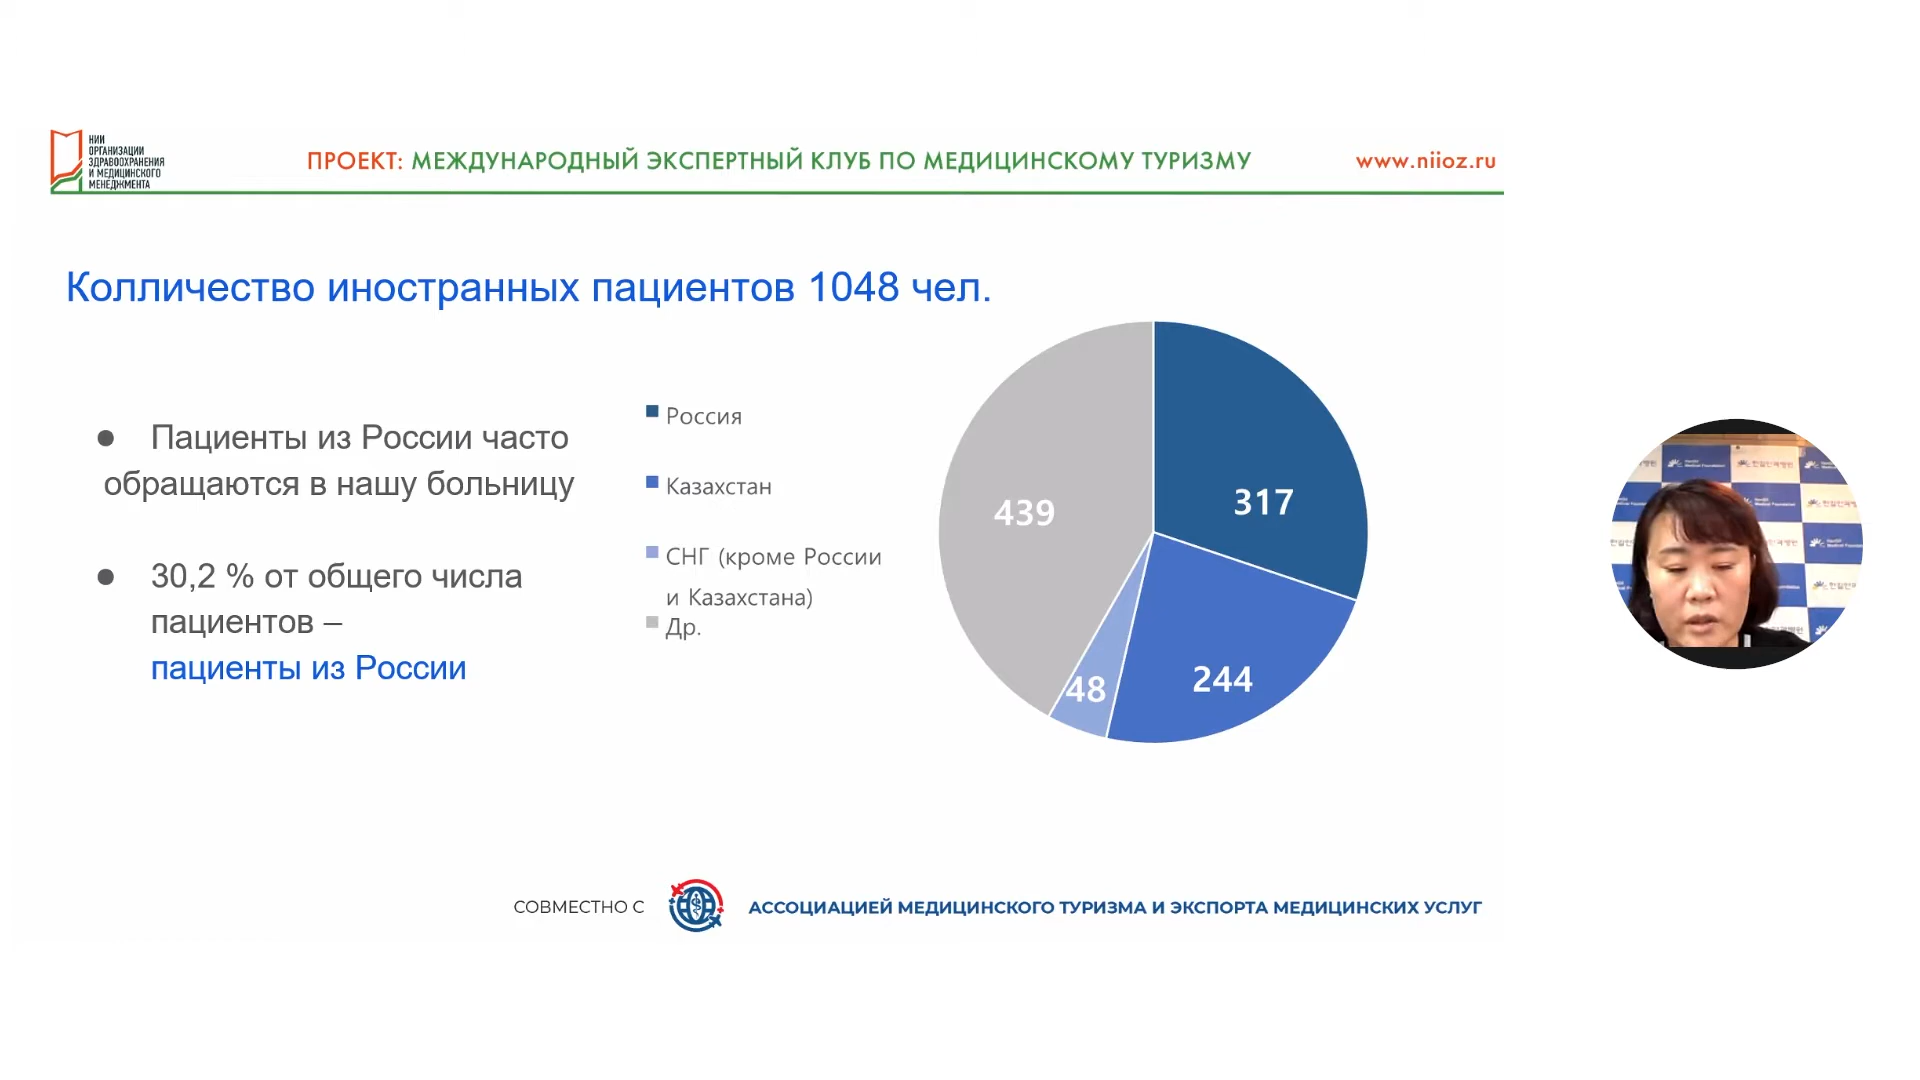 НИИ
ОРГАНИЗАЦИИ
ЗДРАВООХРАНЕНИЯ
И МЕДИЦИНСКОГО
МЕНЕДЖМЕНТА
ПРОЕКТ: МЕЖДУНАРОДНЫЙ ЭКСПЕРТНЫЙ КЛУБ ПО МЕДИЦИНСКОМУ ТУРИЗМУ
www.niioz.ru
Колличество иностранных пациентов 1048 чел.
● Пациенты из России часто
обращаются в нашу больницу
● 30,2 % от общего числа
пациентов –
пациенты из России
Россия
Казахстан
СНГ (кроме России
и Казахстана)
Др.
439
317
48
244
СОВМЕСТНО С
АССОЦИАЦИЕЙ МЕДИЦИНСКОГО ТУРИЗМА И ЭКСПОРТА МЕДИЦИНСКИХ УСЛУГ